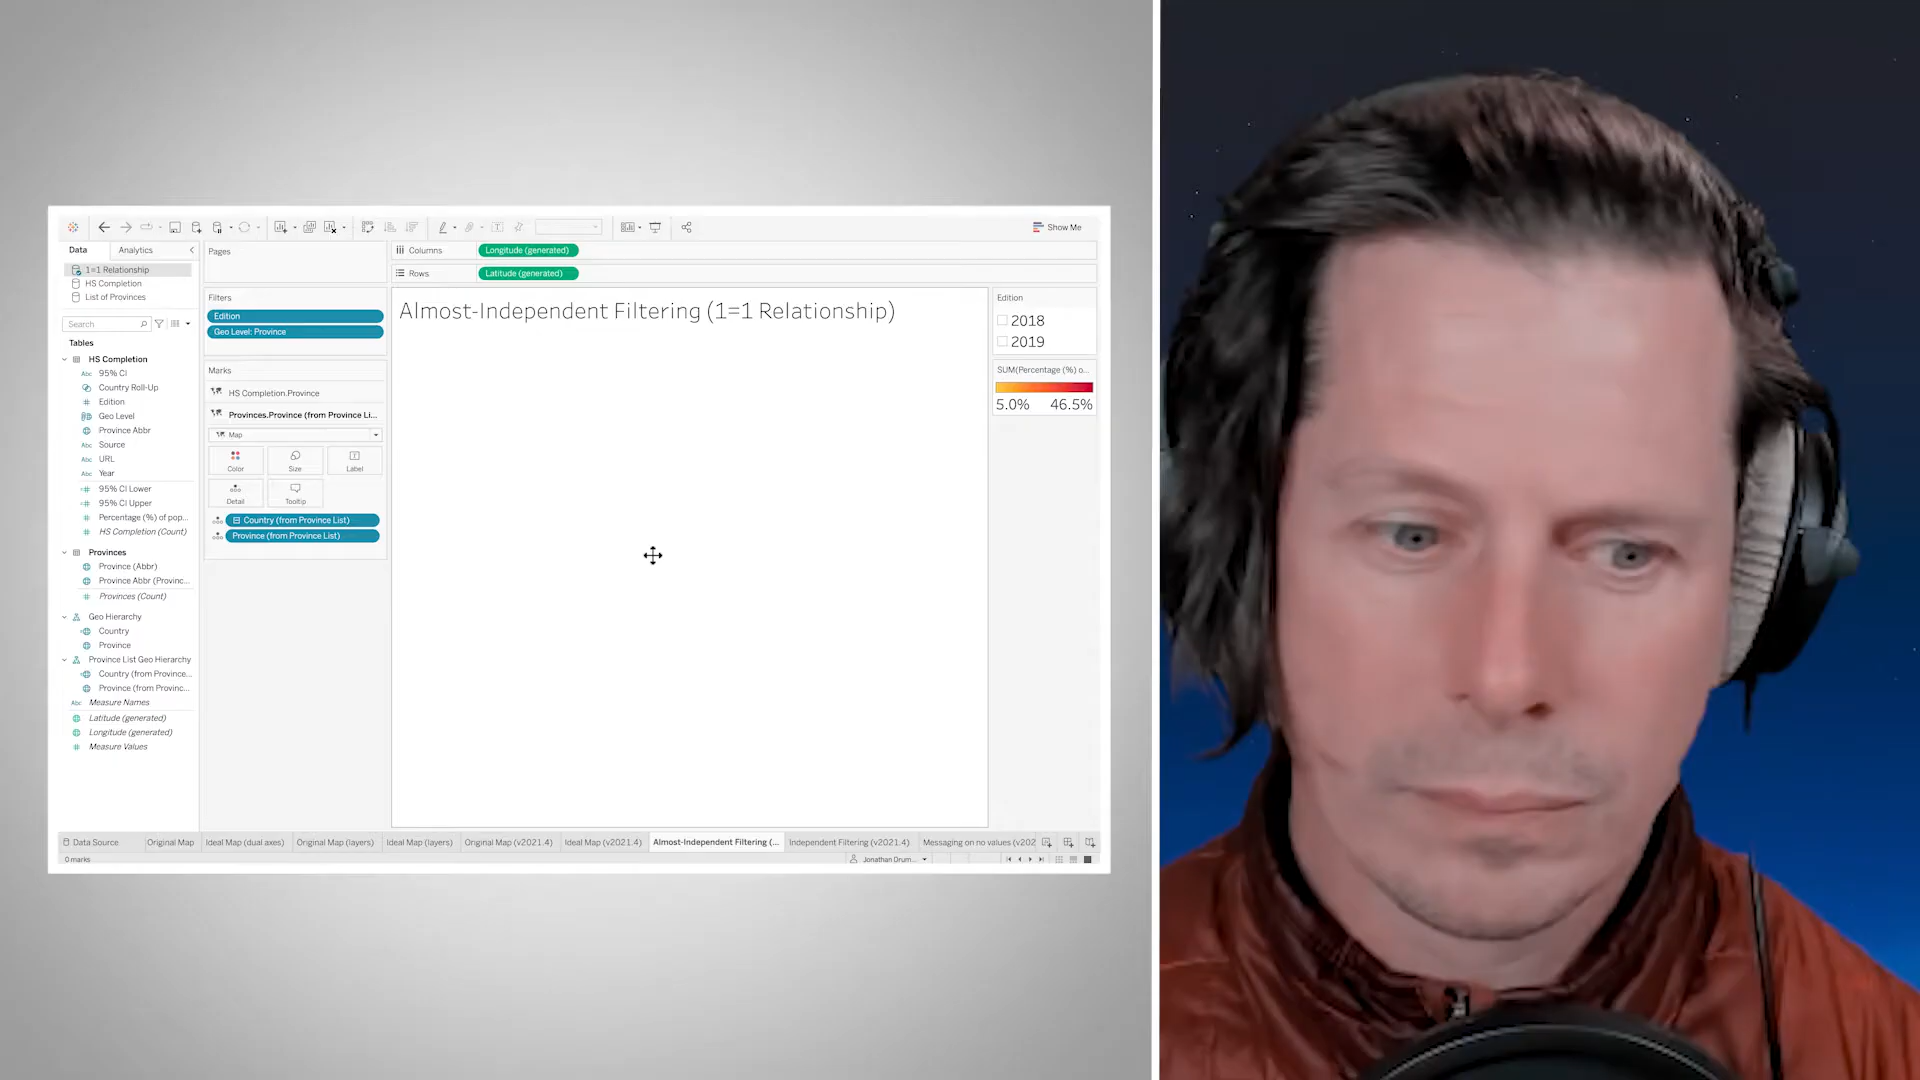 Show Me
Data
Analytics
1=1 Relationship
HS Completion
List of Provinces
Search
Tables
HS Completion
Abc 95% CI
Country Roll-Up
Edition
Geo Level
Province Abbr
Abc Source
Abc URL
Abc Year
95% CI Lower
95% CI Upper
Percentage (%) of pop...
HS Completion (Count)
Provinces
Province (Abbr)
Province Abbr (Provinc...
Provinces (Count)
Geo Hierarchy
Country
Province
Province List Geo Hierarchy
Country (from Province...
Province (from Provinc...
Abc Measure Names
Latitude (generated)
Longitude (generated)
Measure Values
Pages
Filters
Edition
Geo Level: Province
Marks
HS Completion.Province
Provinces.Province (from Province Li...
Map
Color
Size
Label
Detail
Tooltip
Country (from Province List)
Province (from Province List)
Columns
Longitude (generated)
Rows
Latitude (generated)
Almost-Independent Filtering (1=1 Relationship)
Edition
2018
2019
SUM(Percentage (%) o...
5.0% 46.5%
Data Source
Original Map
Ideal Map (dual axes)
Original Map (layers)
Ideal Map (layers)
Original Map (v2021.4)
Ideal Map (v2021.4)
Almost-Independent Filtering (...
Independent Filtering (v2021.4)
Messaging on no values (v202
0 marks
Jonathan Drum...